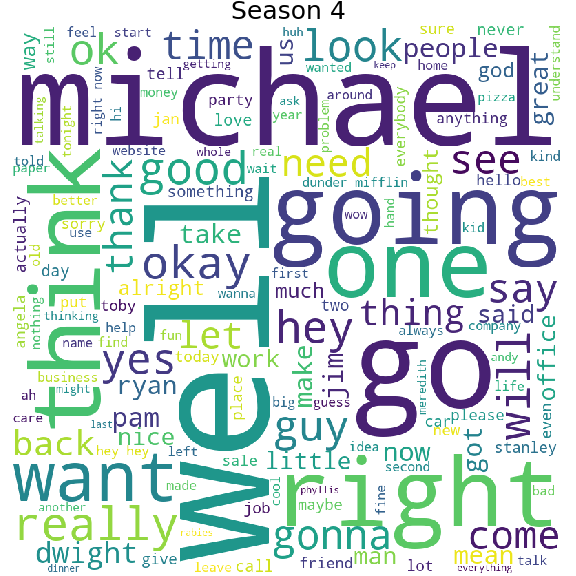 Season 4
way
still
ok
feel
start
time
look
us
huh
wanted
people
sure
never
god
great
understand
talking
tonight
right now
hi
tell
getting
money
party
jan
love
ask
year
keep
around
home
problem
everybody
anything
pizza
michael
told
paper
website
whole
real
good
something
wait
need
dunder mifflin
thought
see
hello
kind
best
think
better
sorry
use
thank
actually
old
day
okay
take
going
wow
hand
kid
one
say
well
alright
wanna
first
much
two
hey
thing
said
always
company
angela
nothing
put
thinking
toby
help
name
find
fun
let
today
work
make
jim
go
will
office
andy
life
meredith
yes
business
might
ryan
place
big
guess
ah
care
last
pam
nice
guy
car
please
new
even
stanley
back
hey hey
left
sale
little
idea
now
second
got
want
made
cool
phyllis
right
fine
bad
another
job
maybe
really
rabies
gonna
come
dwight
give
leave
call
friend
man
lot
mean
talk
dinner
everything